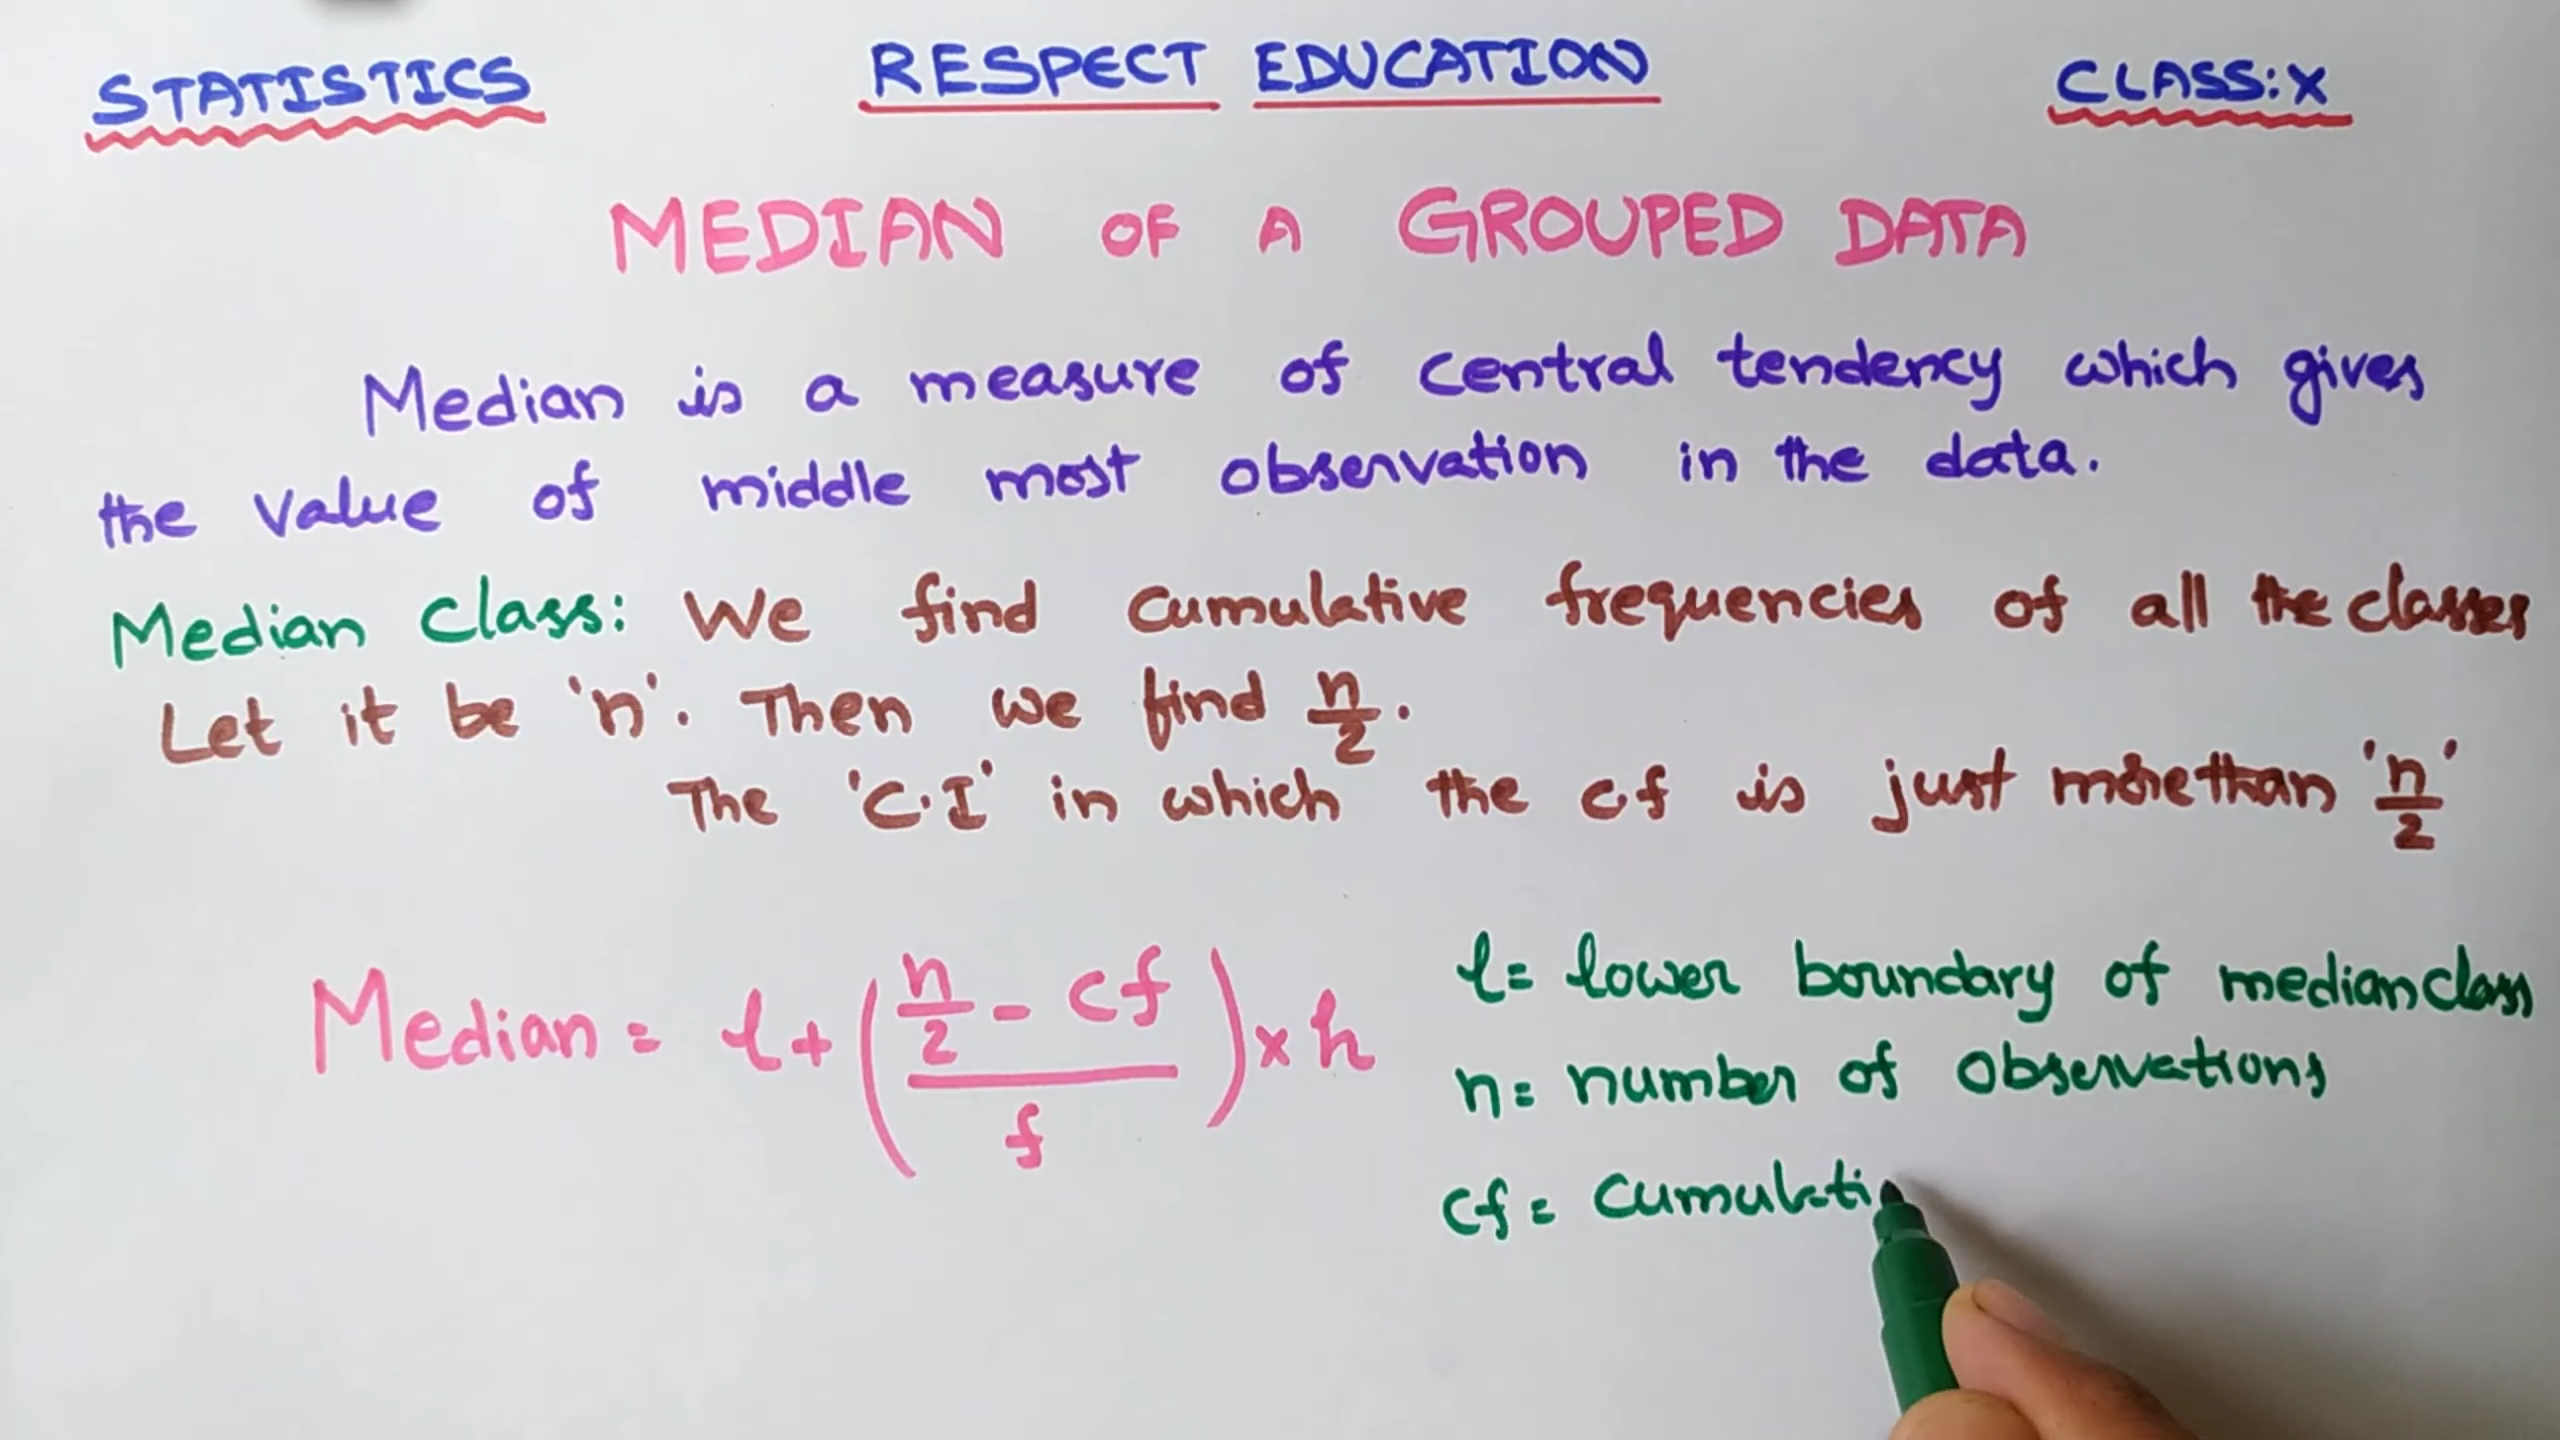 STATISTICS RESPECT EDUCATION CLASS:X
MEDIAN OF A GROUPED DATA
Median is a measure of central tendency which gives
the value of middle most observation in the data.
Median class: We find cumulative frequencies of all the classes
Let it be 'n'. Then we find n/2.
The 'C.I' in which the cf is just more than 'n/2'
Median = l + ((n/2 - cf)/f) × h
l = lower boundary of median class
n = number of observations
cf = cumulati